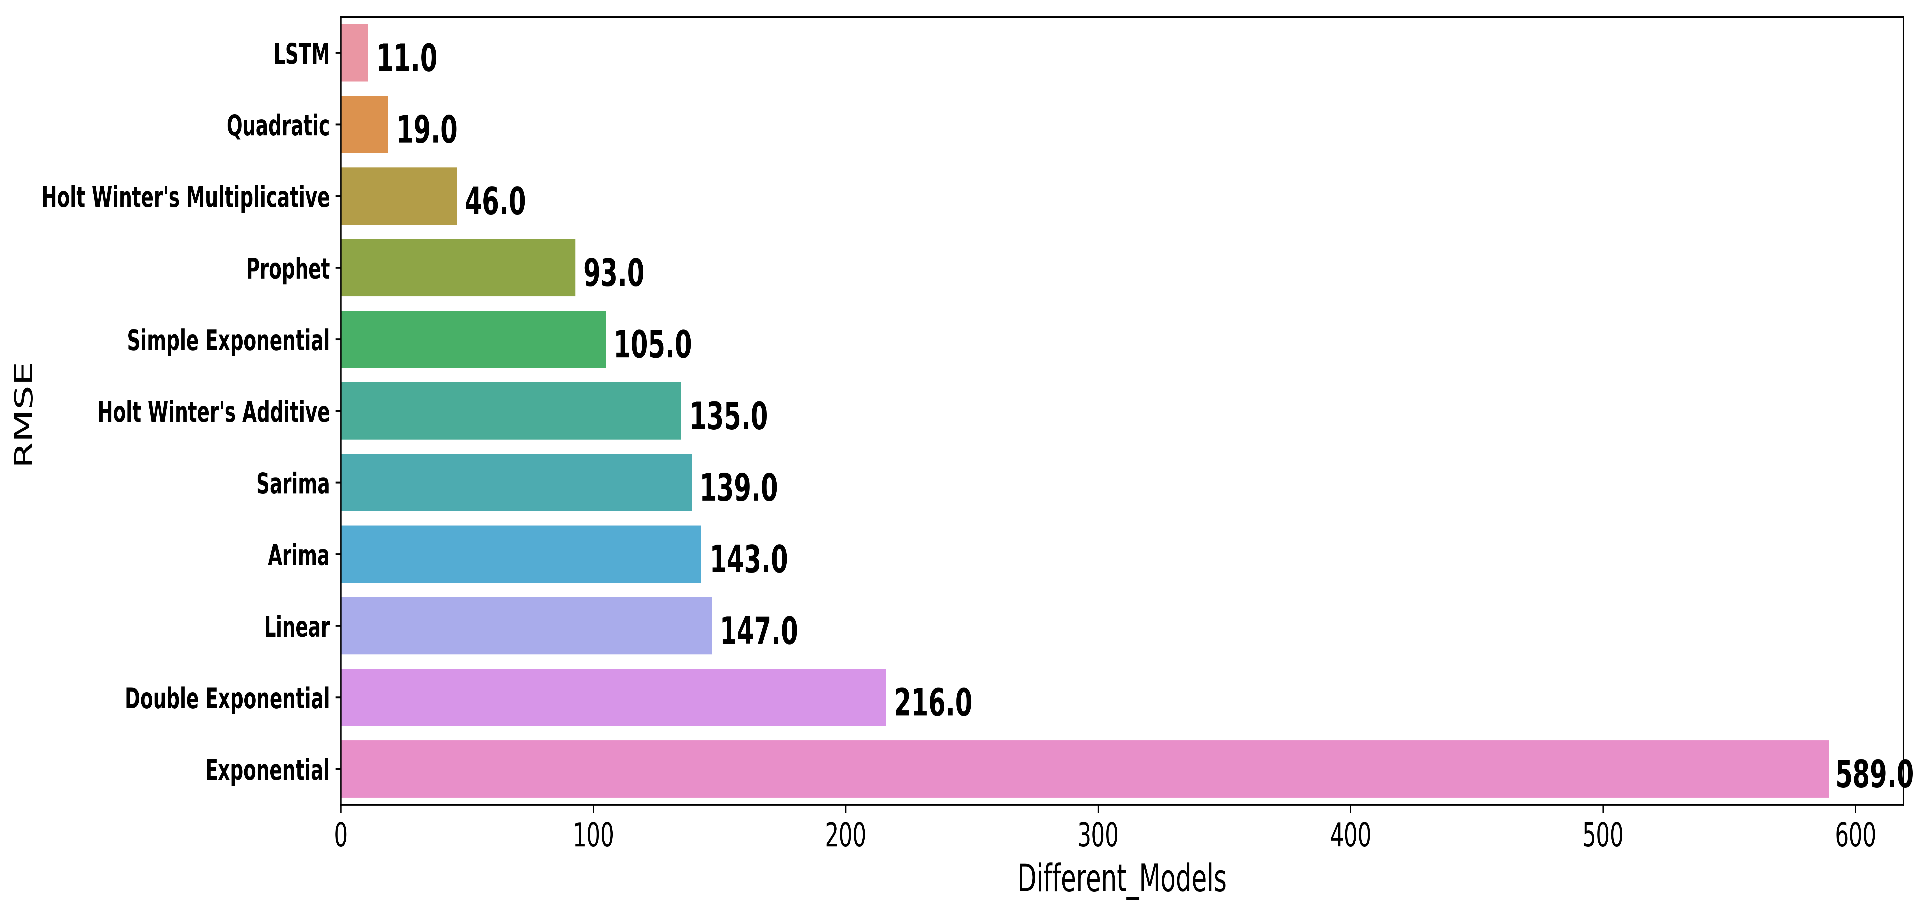 LSTM 11.0
Quadratic 19.0
Holt Winter's Multiplicative 46.0
Prophet 93.0
Simple Exponential 105.0
Holt Winter's Additive 135.0
Sarima 139.0
Arima 143.0
Linear 147.0
Double Exponential 216.0
Exponential 589.0
RMSE
0 100 200 300 400 500 600
Different_Models